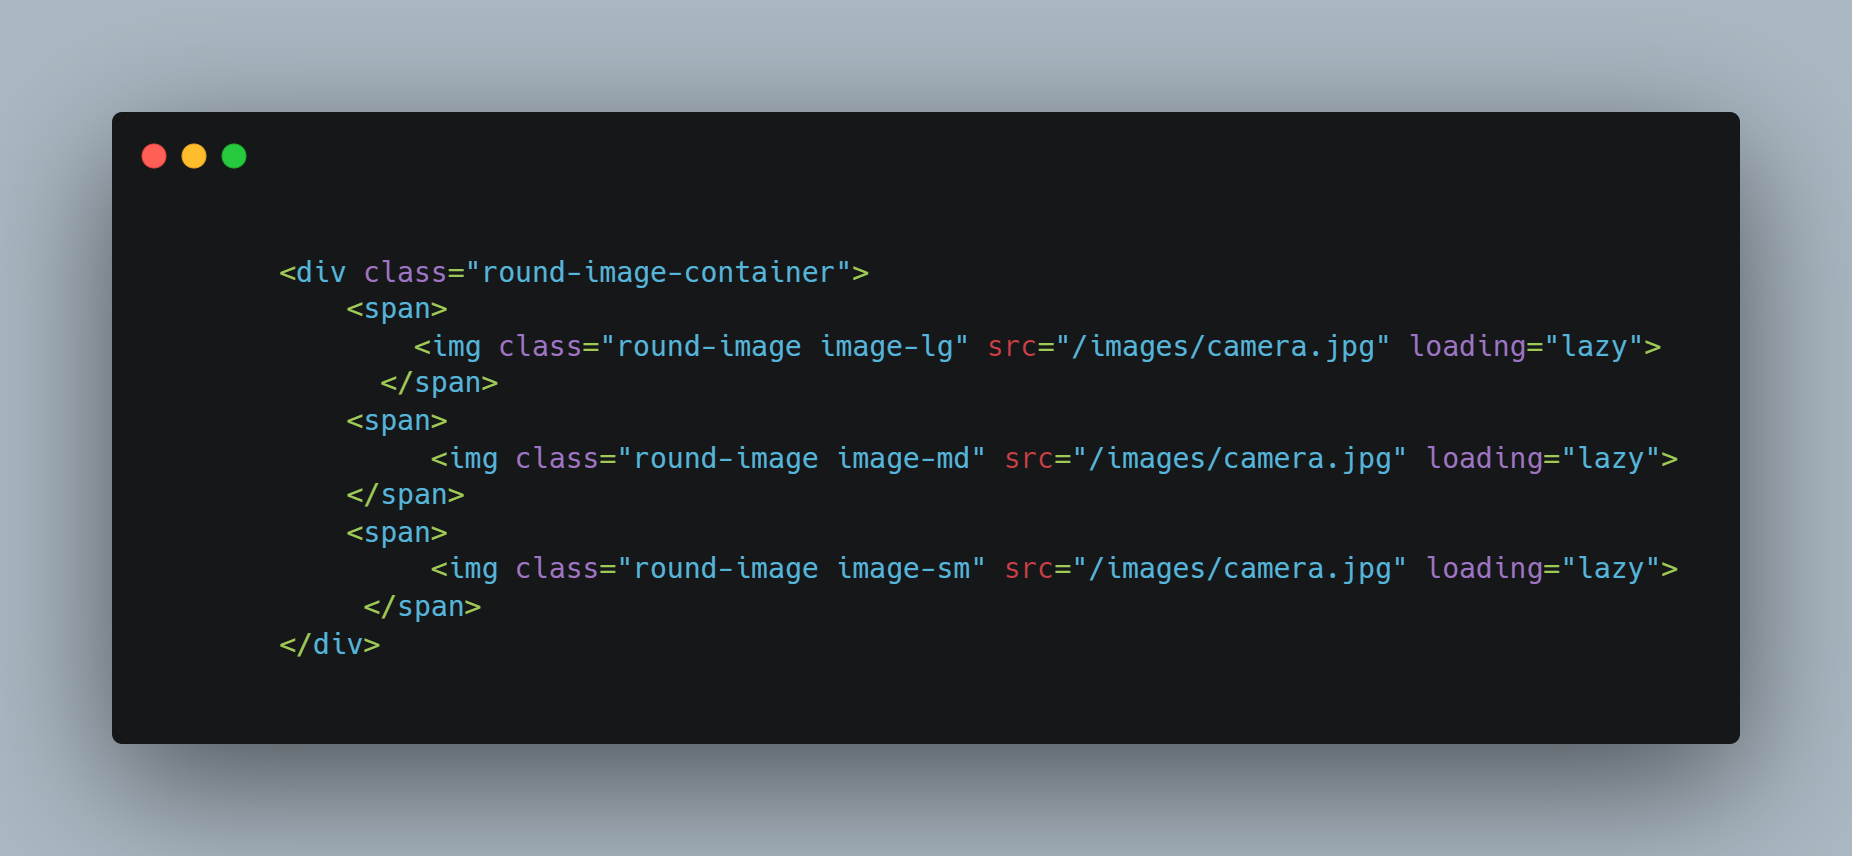 <div class="round-image-container">
    <span>
        <img class="round-image image-lg" src="/images/camera.jpg" loading="lazy">
      </span>
    <span>
         <img class="round-image image-md" src="/images/camera.jpg" loading="lazy">
    </span>
    <span>
         <img class="round-image image-sm" src="/images/camera.jpg" loading="lazy">
     </span>
</div>